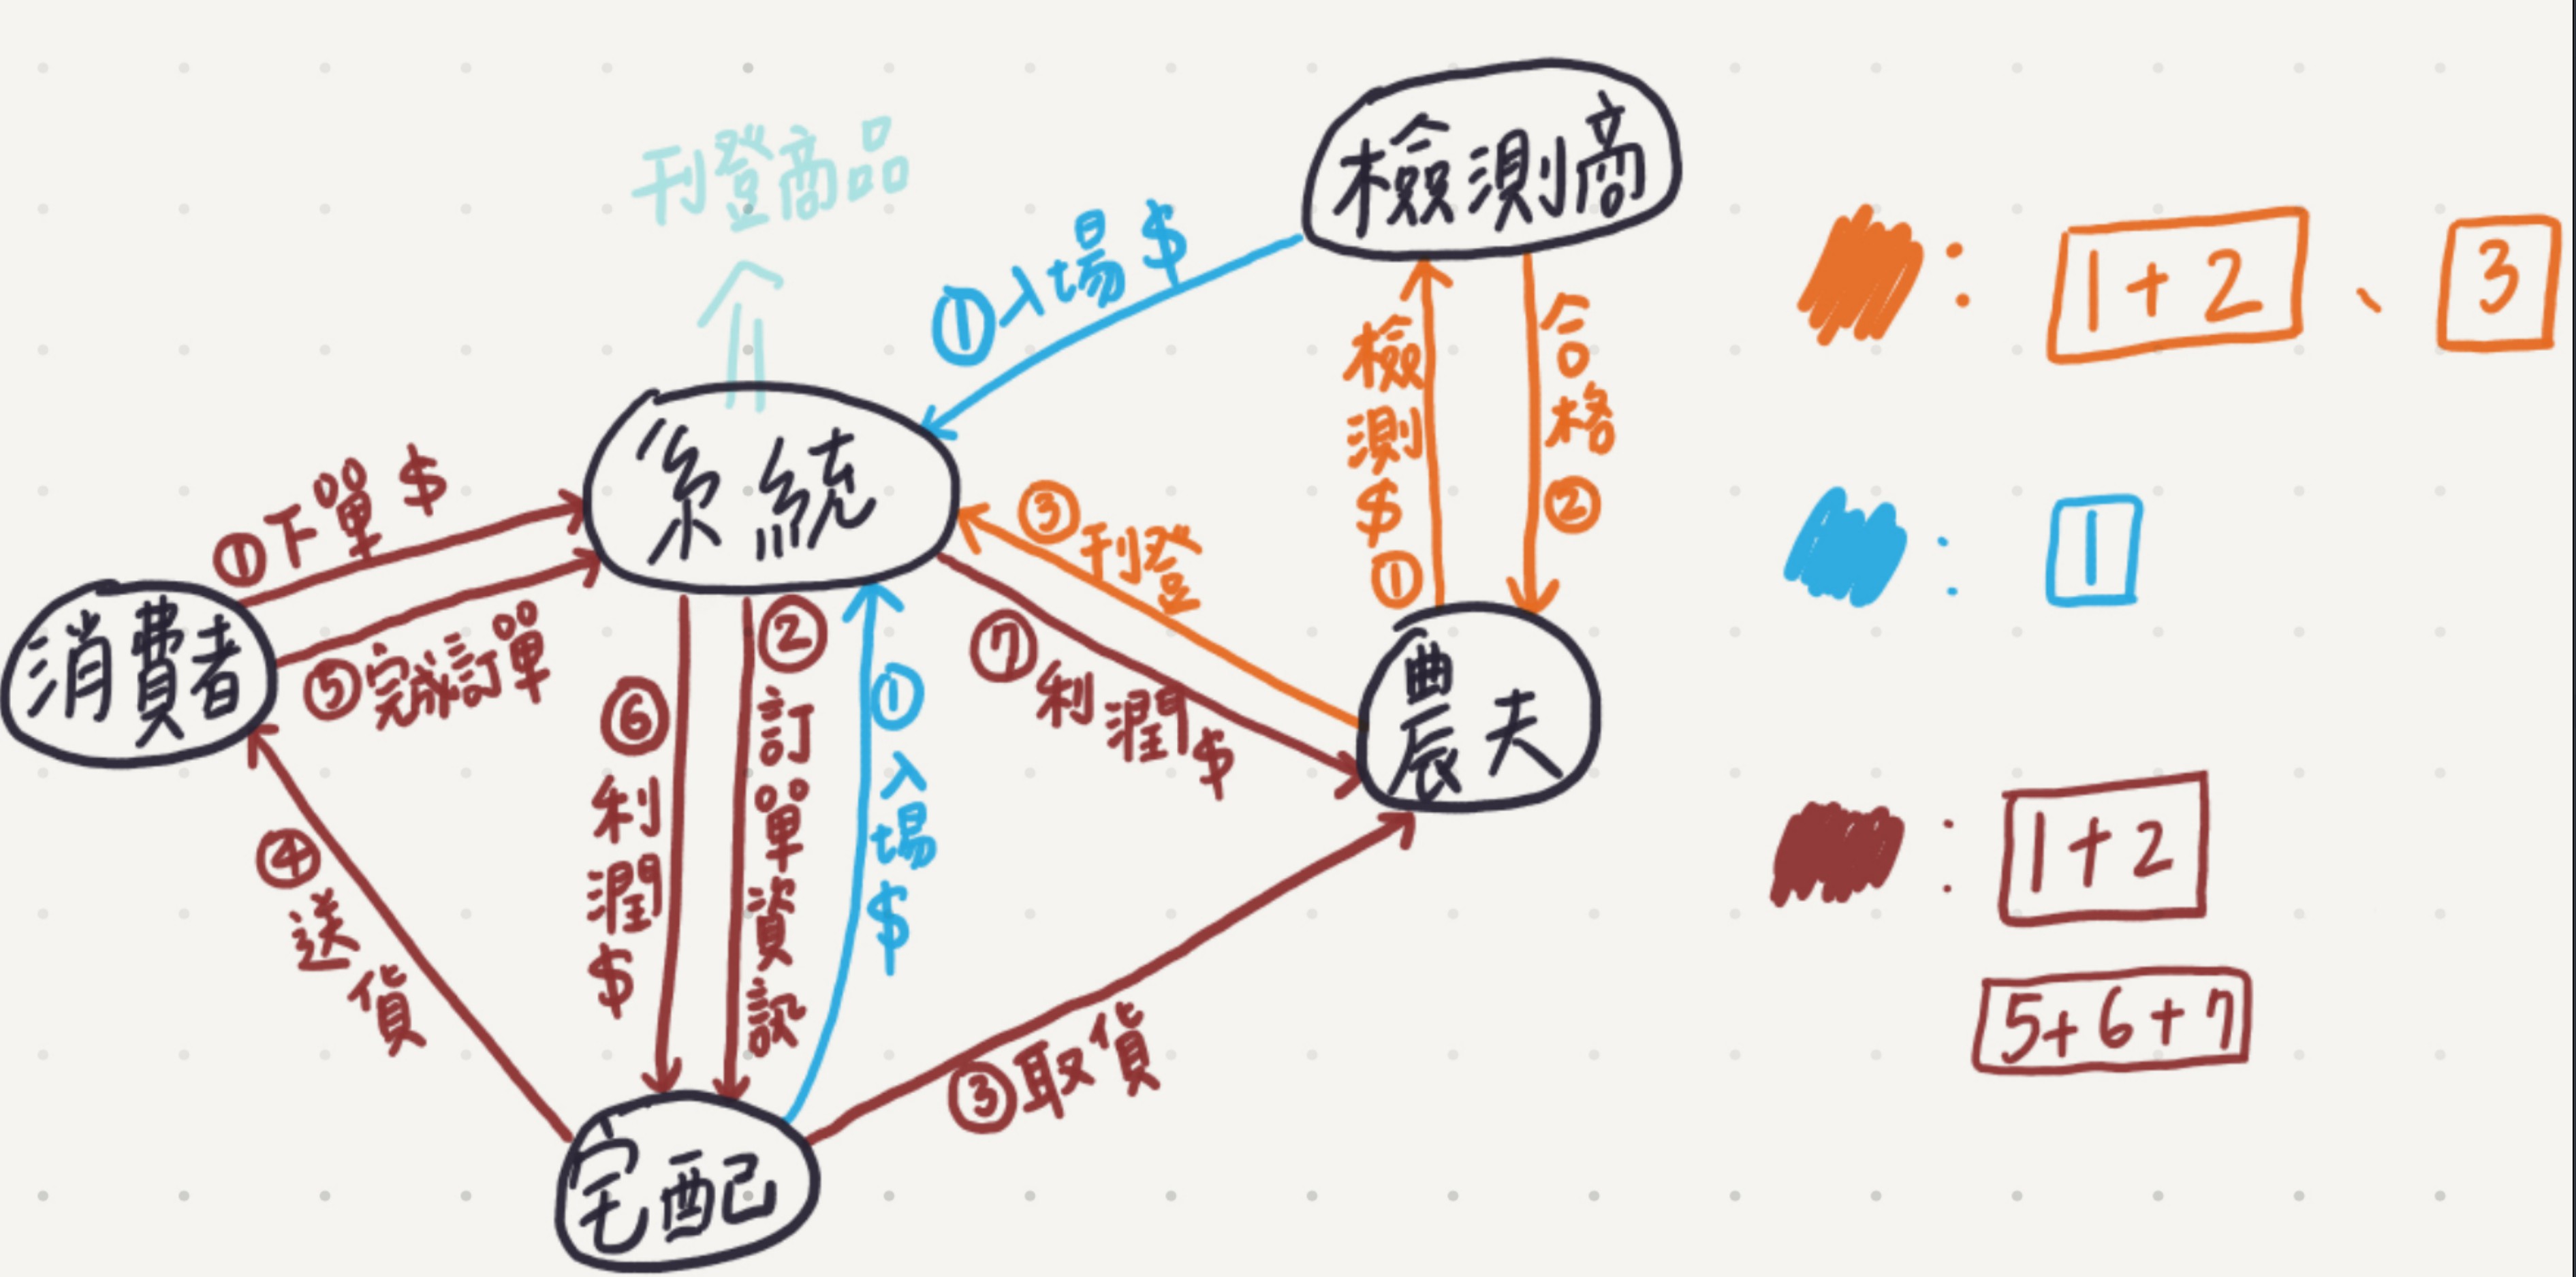 刊登商品
檢測商
①入場$
系統
檢測$①
合格②
③刊登
①下單$
⑤完成訂單
消費者
⑥利潤$
②訂單資訊
①入場$
⑦利潤$
農夫
④送貨
③取貨
宅配
: 1+2、3
: 1
: 1+2
5+6+7